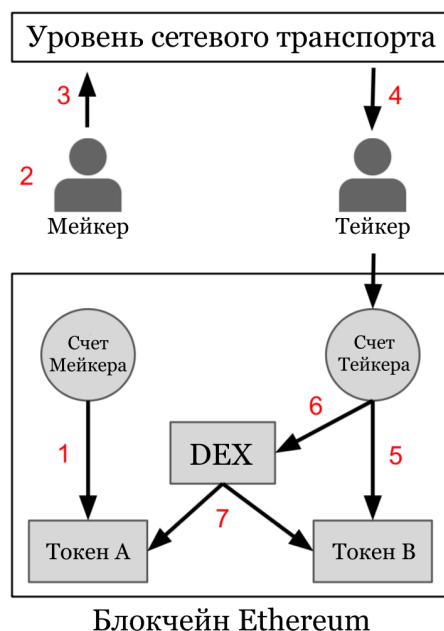 Уровень сетевого транспорта
3
4
2
Мейкер
Тейкер
Счет
Мейкера
Счет
Тейкера
6
1
DEX
5
7
Токен A
Токен B
Блокчейн Ethereum